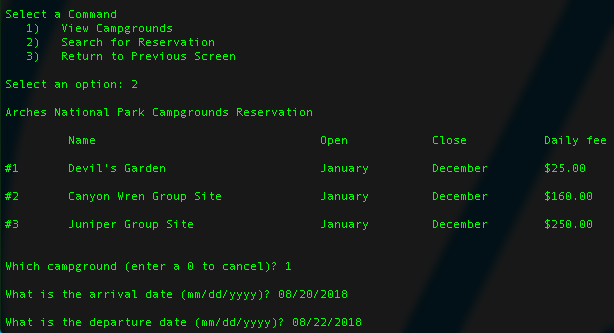 Select a Command
1) View Campgrounds
2) Search for Reservation
3) Return to Previous Screen
Select an option: 2
Arches National Park Campgrounds Reservation
Name Open Close Daily fee
#1 Devil's Garden January December $25.00
#2 Canyon Wren Group Site January December $160.00
#3 Juniper Group Site January December $250.00
Which campground (enter a 0 to cancel)? 1
What is the arrival date (mm/dd/yyyy)? 08/20/2018
What is the departure date (mm/dd/yyyy)? 08/22/2018